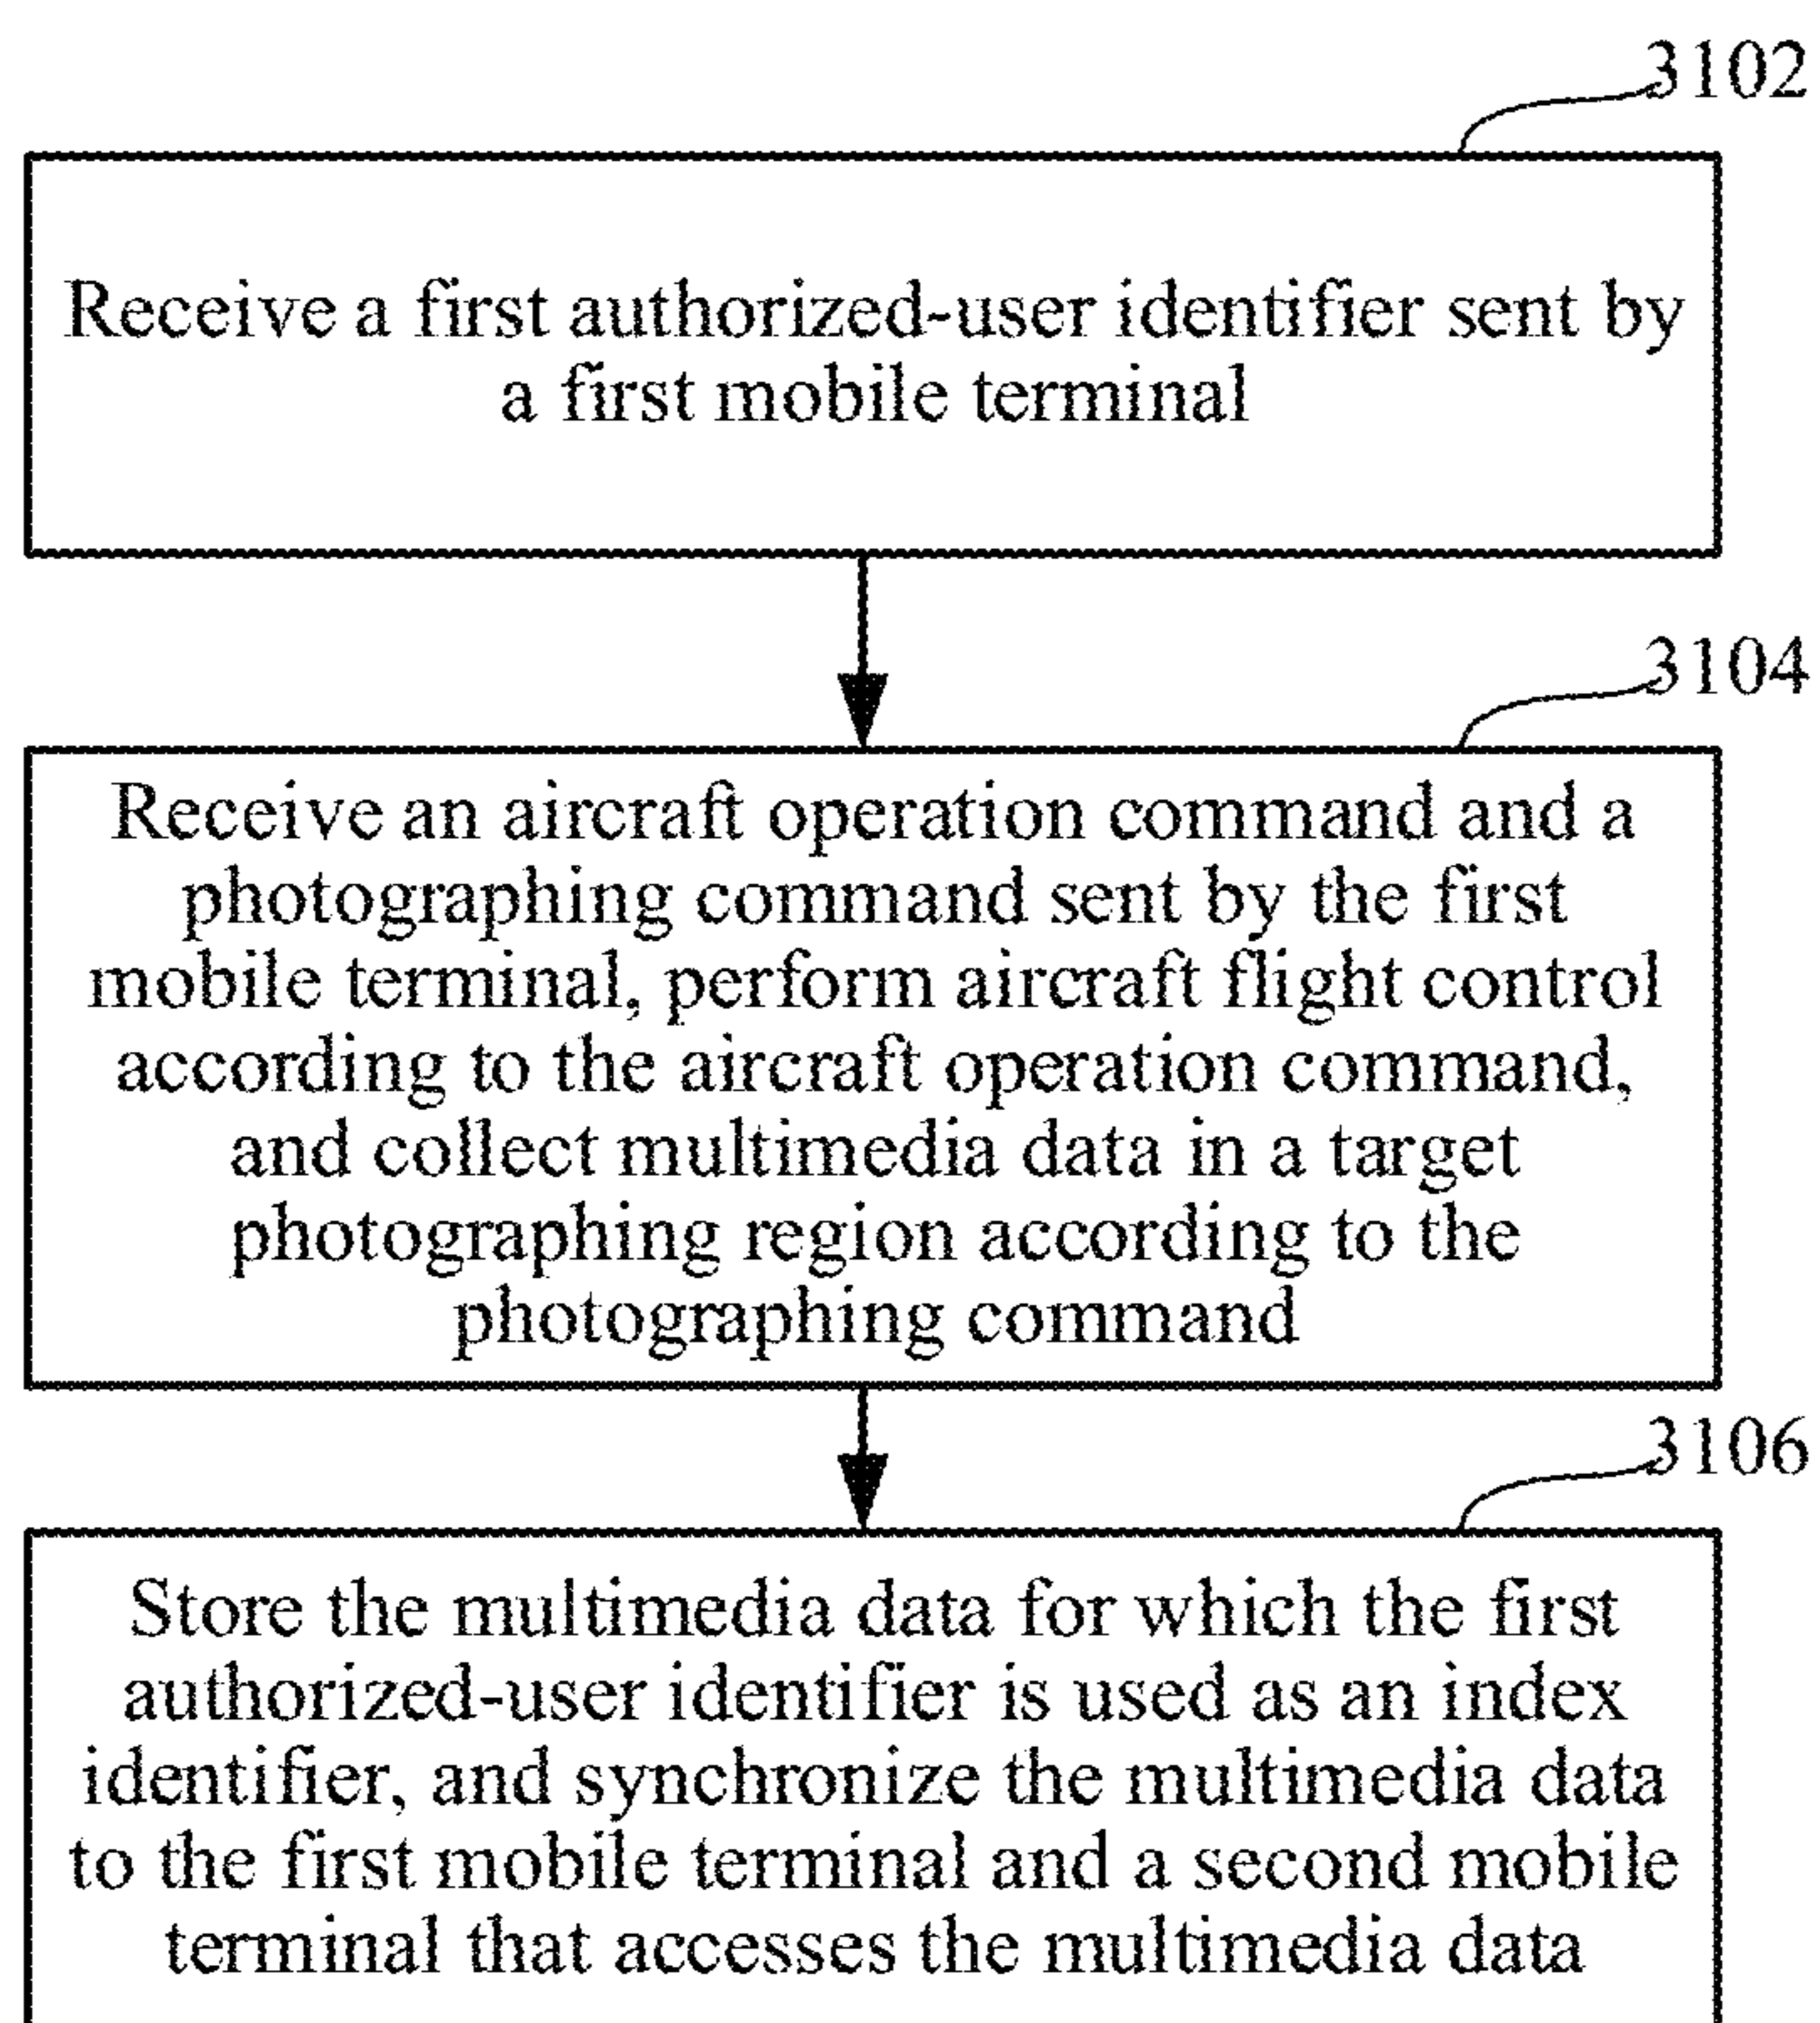 3102
Receive a first authorized-user identifier sent by
a first mobile terminal
3104
Receive an aircraft operation command and a
photographing command sent by the first
mobile terminal, perform aircraft flight control
according to the aircraft operation command,
and collect multimedia data in a target
photographing region according to the
photographing command
3106
Store the multimedia data for which the first
authorized-user identifier is used as an index
identifier, and synchronize the multimedia data
to the first mobile terminal and a second mobile
terminal that accesses the multimedia data